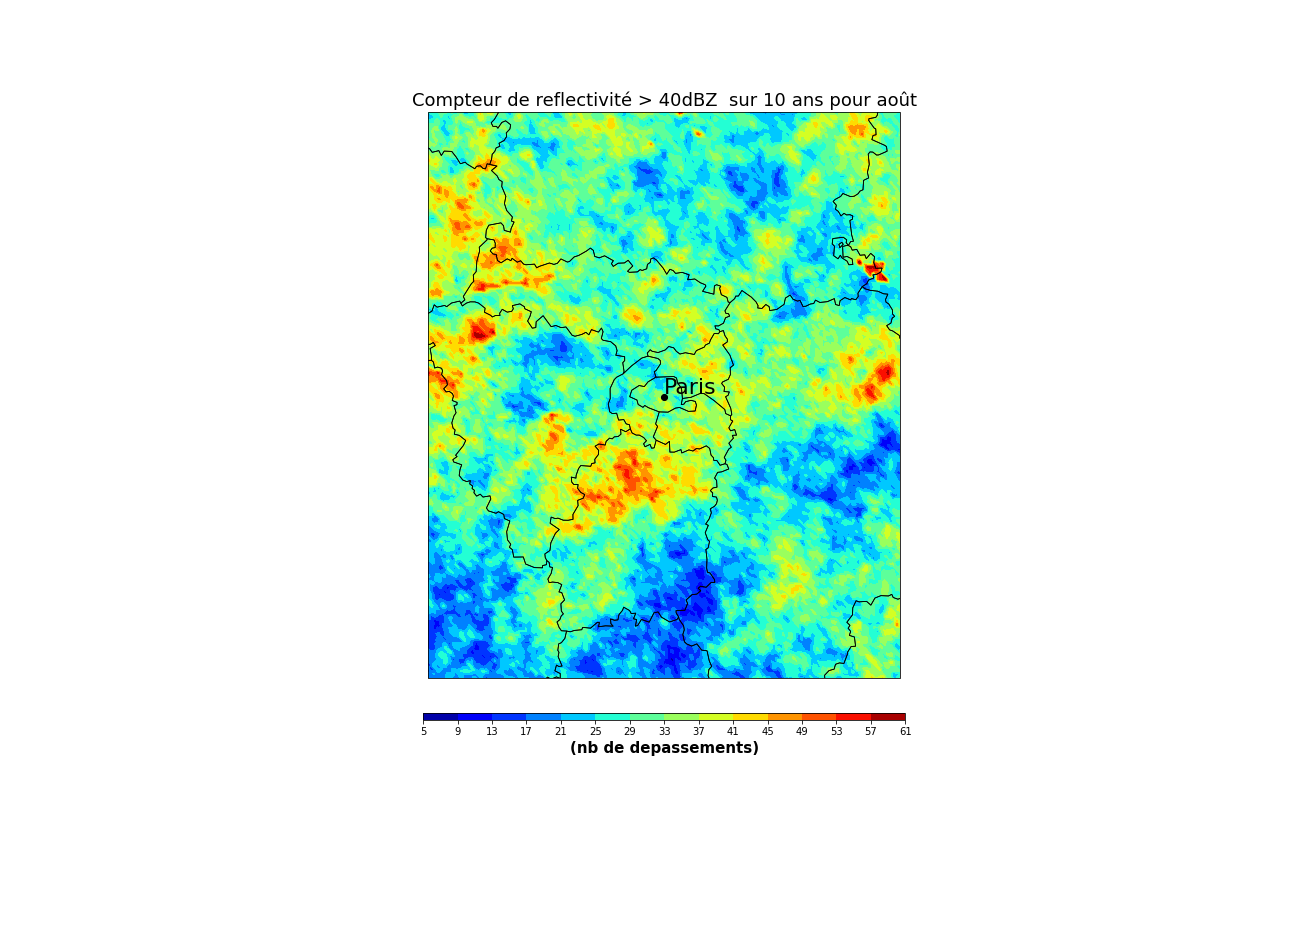 Compteur de reflectivité > 40dBZ  sur 10 ans pour août
Paris
5 9 13 17 21 25 29 33 37 41 45 49 53 57 61
(nb de depassements)